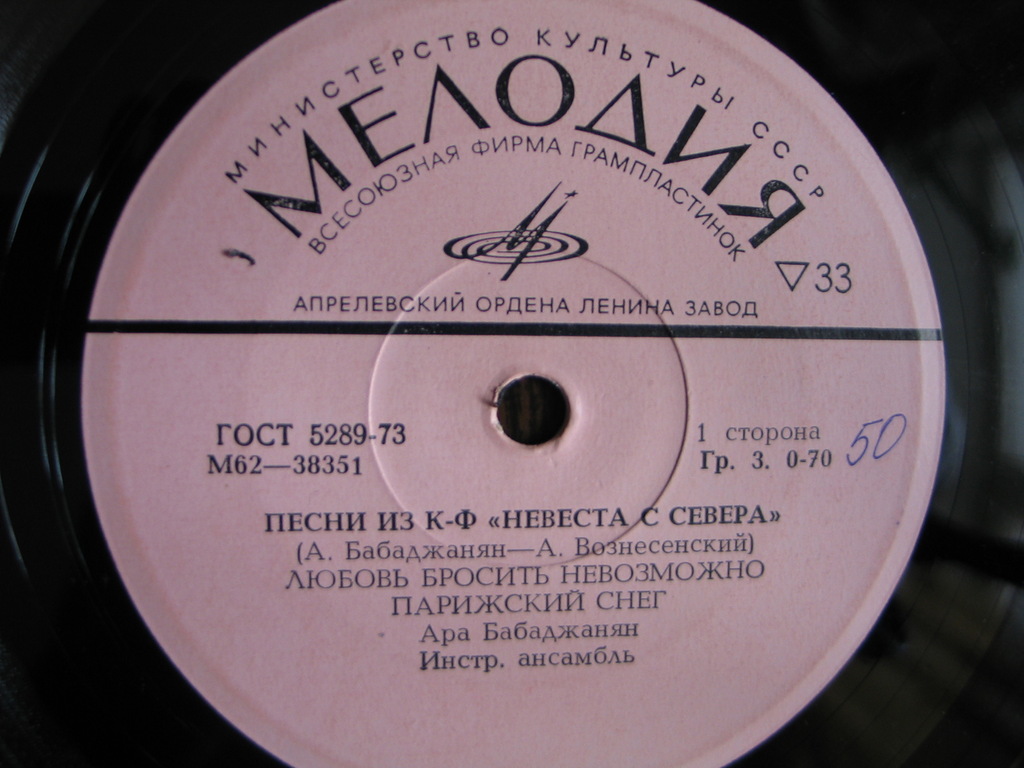 МИНИСТЕРСТВО КУЛЬТУРЫ СССР
МЕЛОДИЯ
ВСЕСОЮЗНАЯ ФИРМА ГРАМПЛАСТИНОК
▽33
АПРЕЛЕВСКИЙ ОРДЕНА ЛЕНИНА ЗАВОД
ГОСТ 5289-73
М62—38351
1 сторона
Гр. 3. 0-70
50
ПЕСНИ ИЗ К-Ф «НЕВЕСТА С СЕВЕРА»
(А. Бабаджанян—А. Вознесенский)
ЛЮБОВЬ БРОСИТЬ НЕВОЗМОЖНО
ПАРИЖСКИЙ СНЕГ
Ара Бабаджанян
Инстр. ансамбль